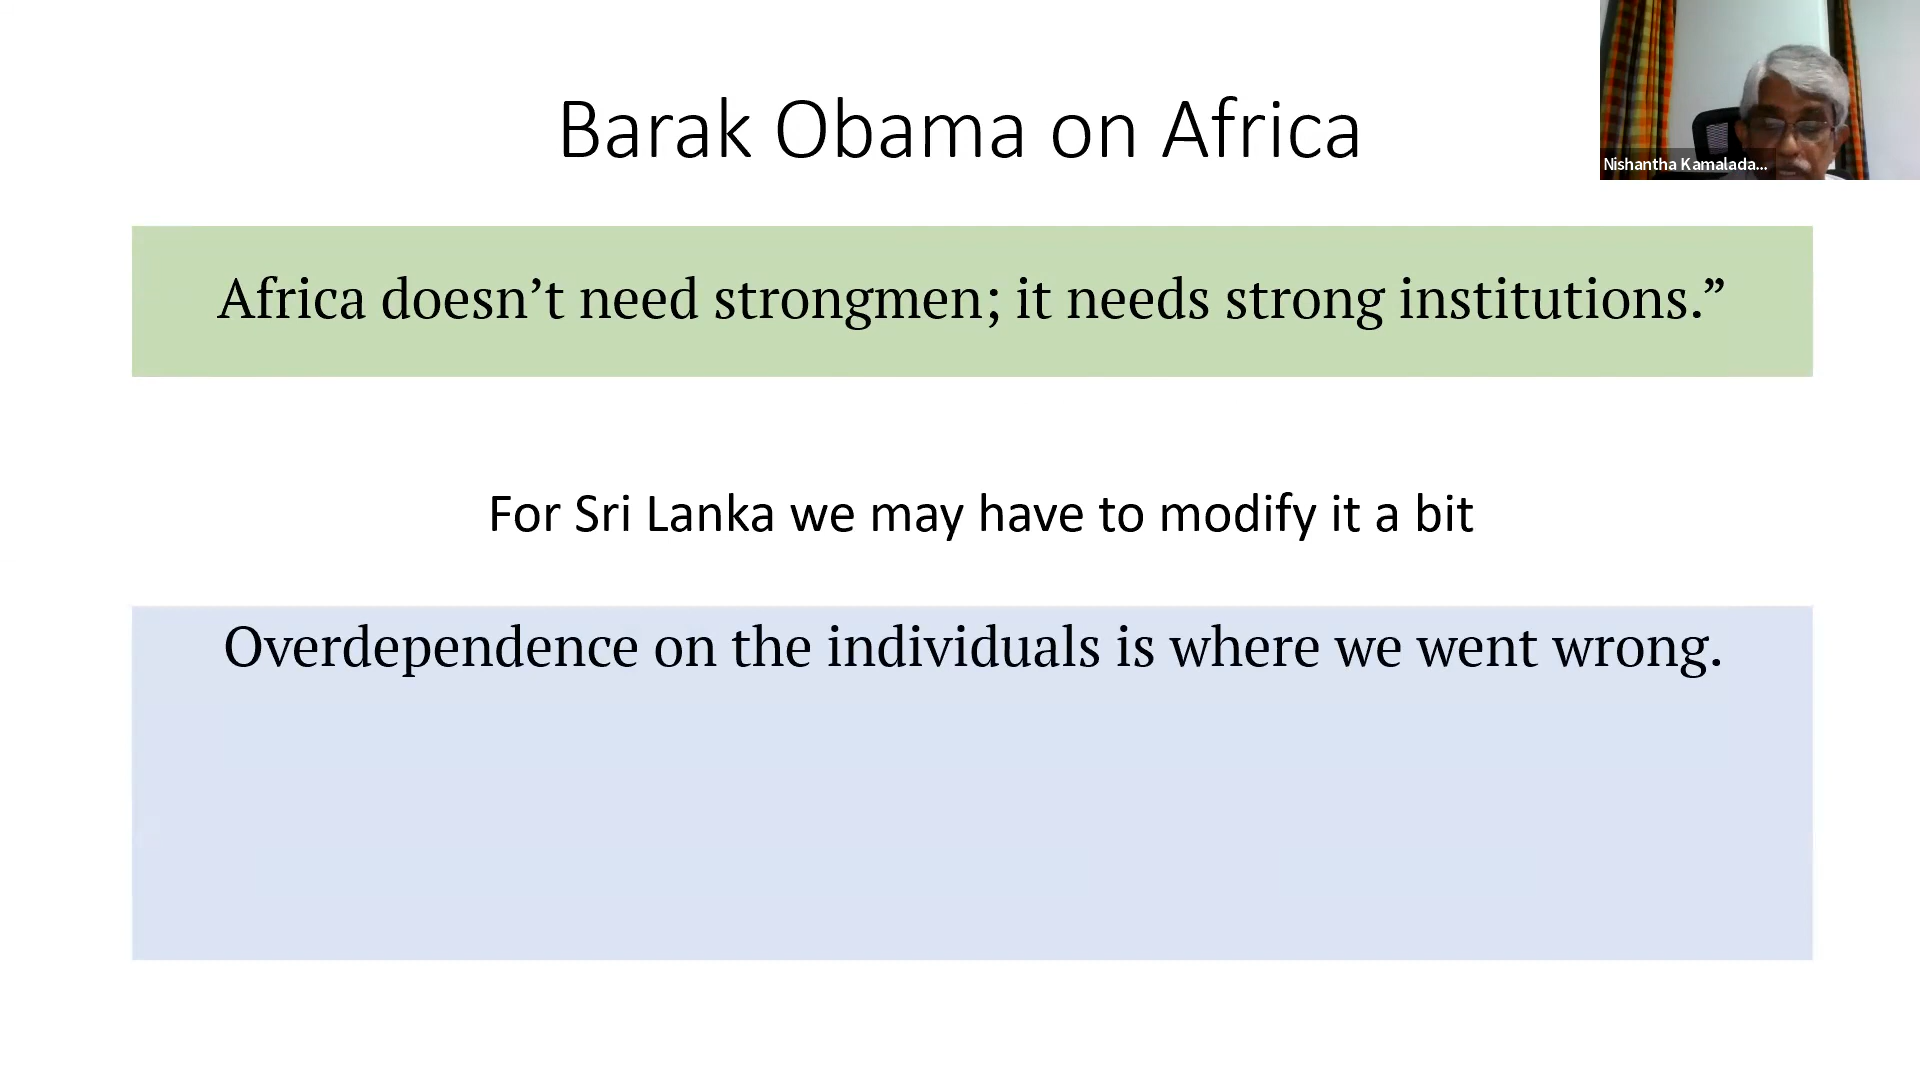 Barak Obama on Africa
Nishantha Kamalada...
Africa doesn’t need strongmen; it needs strong institutions.”
For Sri Lanka we may have to modify it a bit
Overdependence on the individuals is where we went wrong.